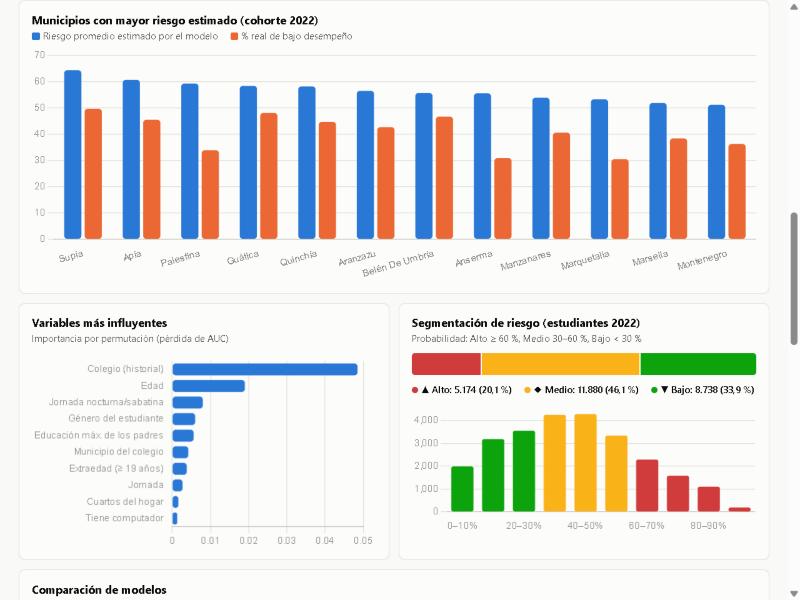 Municipios con mayor riesgo estimado (cohorte 2022)
Riesgo promedio estimado por el modelo % real de bajo desempeño
70
60
50
40
30
20
10
0
Supía Apía Palestina Guática Quinchía Aranzazu Belén De Umbría Anserma Manzanares Marquetalia Marsella Montenegro
Variables más influyentes
Importancia por permutación (pérdida de AUC)
Colegio (historial)
Edad
Jornada nocturna/sabatina
Género del estudiante
Educación máx. de los padres
Municipio del colegio
Extraedad (≥ 19 años)
Jornada
Cuartos del hogar
Tiene computador
0 0.01 0.02 0.03 0.04 0.05
Segmentación de riesgo (estudiantes 2022)
Probabilidad: Alto ≥ 60 %, Medio 30–60 %, Bajo < 30 %
▲ Alto: 5.174 (20,1 %) ◆ Medio: 11.880 (46,1 %) ▼ Bajo: 8.738 (33,9 %)
4,000
3,000
2,000
1,000
0
0–10% 20–30% 40–50% 60–70% 80–90%
Comparación de modelos